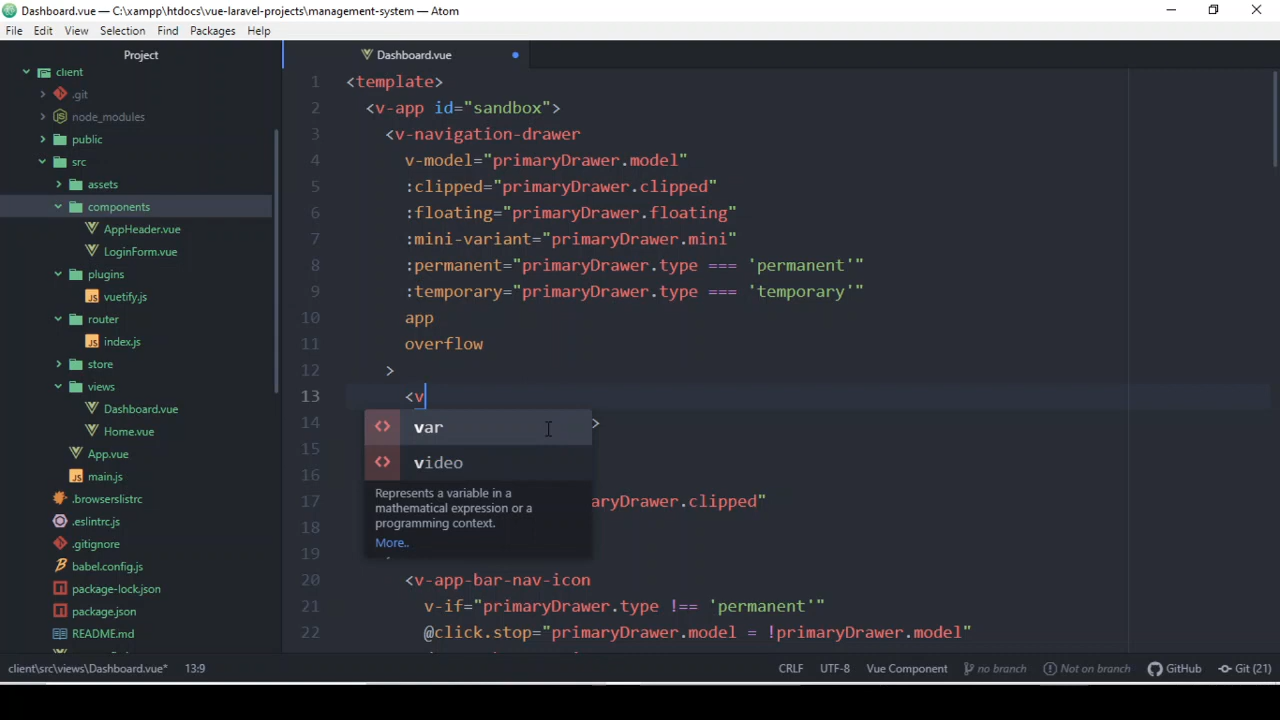 Dashboard.vue — C:\xampp\htdocs\vue-laravel-projects\management-system — Atom
File Edit View Selection Find Packages Help
Project
client
.git
node_modules
public
src
assets
components
AppHeader.vue
LoginForm.vue
plugins
vuetify.js
router
index.js
store
views
Dashboard.vue
Home.vue
App.vue
main.js
.browserslistrc
.eslintrc.js
.gitignore
babel.config.js
package-lock.json
package.json
README.md
Dashboard.vue
1 <template>
2 <v-app id="sandbox">
3 <v-navigation-drawer
4 v-model="primaryDrawer.model"
5 :clipped="primaryDrawer.clipped"
6 :floating="primaryDrawer.floating"
7 :mini-variant="primaryDrawer.mini"
8 :permanent="primaryDrawer.type === 'permanent'"
9 :temporary="primaryDrawer.type === 'temporary'"
10 app
11 overflow
12 >
13 <v
14 >
15
16
17 aryDrawer.clipped"
18
19
20 <v-app-bar-nav-icon
21 v-if="primaryDrawer.type !== 'permanent'"
22 @click.stop="primaryDrawer.model = !primaryDrawer.model"
<> var
<> video
Represents a variable in a
mathematical expression or a
programming context.
More..
client\src\views\Dashboard.vue* 13:9 CRLF UTF-8 Vue Component no branch Not on branch GitHub Git (21)